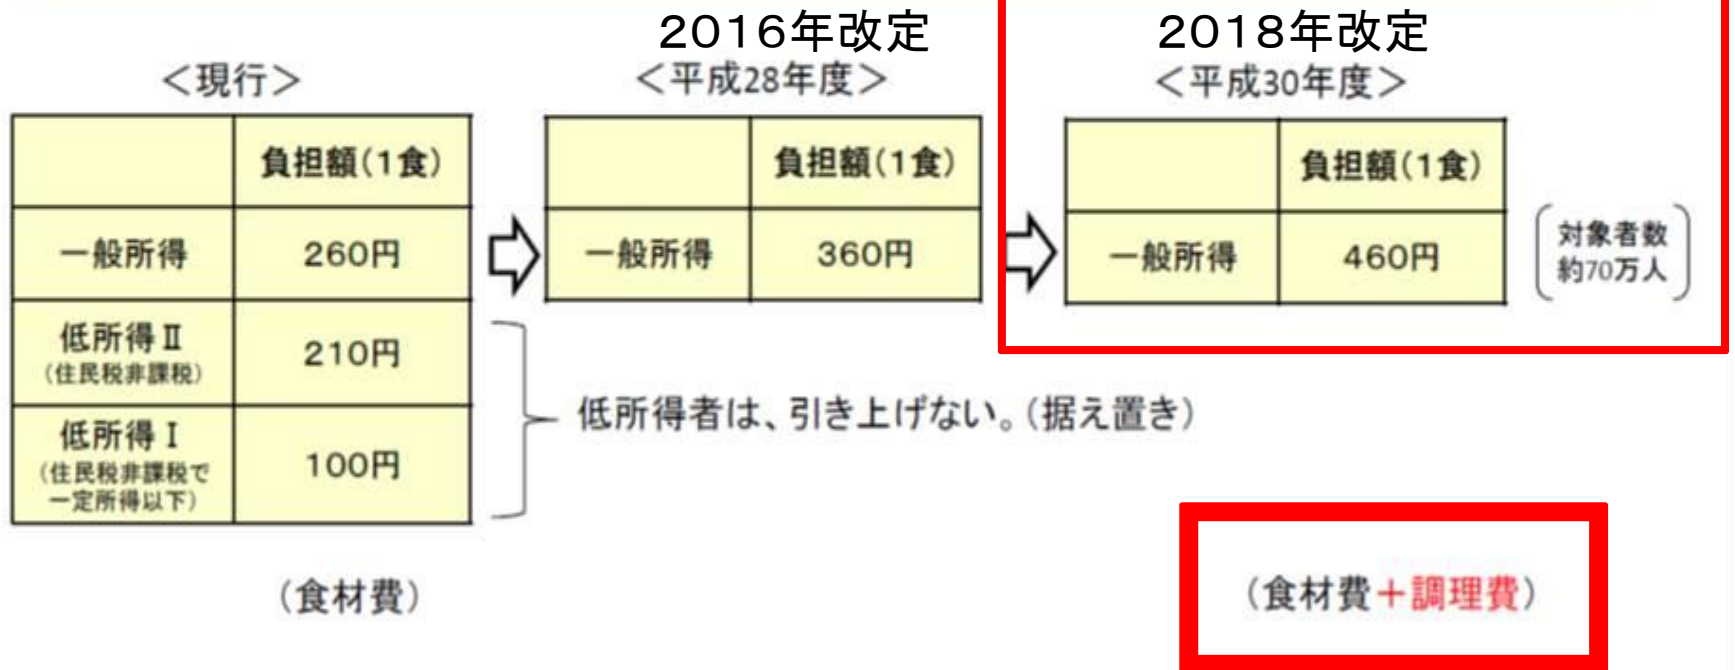 2016年改定
2018年改定
＜現行＞
＜平成28年度＞
＜平成30年度＞
負担額(1食)
負担額(1食)
負担額(1食)
一般所得
260円
一般所得
360円
一般所得
460円
対象者数
約70万人
低所得Ⅱ
(住民税非課税)
210円
低所得者は、引き上げない。(据え置き)
低所得Ⅰ
(住民税非課税で
一定所得以下)
100円
(食材費)
(食材費＋調理費)